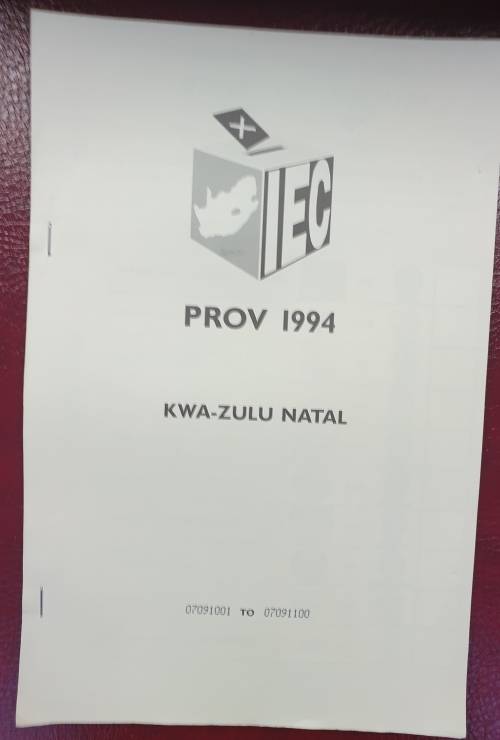 IEC
PROV 1994
KWA-ZULU NATAL
07091001 TO 07091100